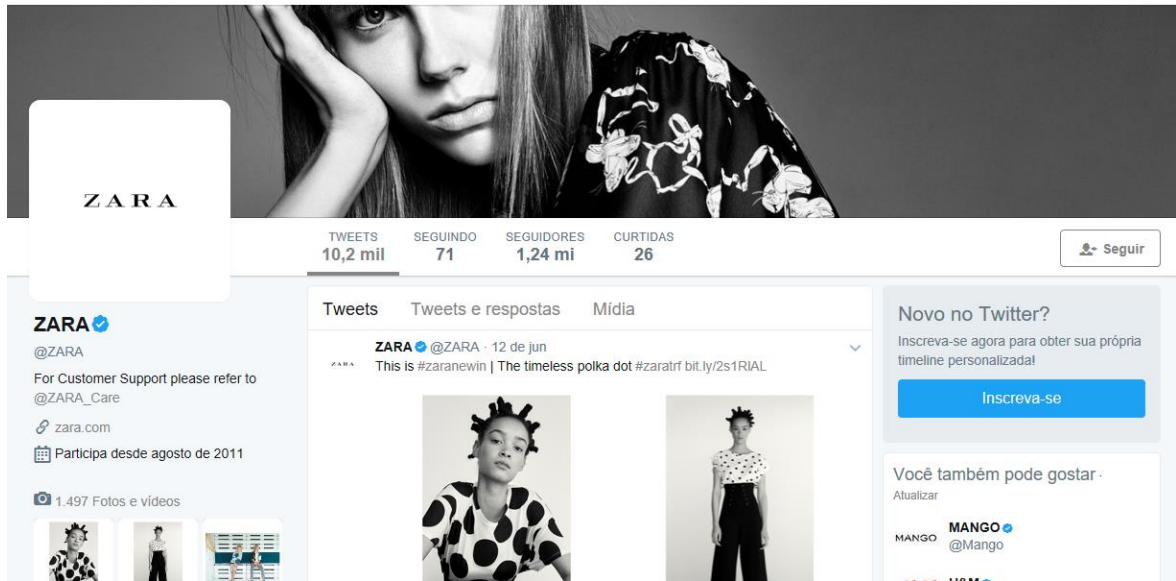 ZARA
TWEETS
10,2 mil
SEGUINDO
71
SEGUIDORES
1,24 mi
CURTIDAS
26
Seguir
ZARA
@ZARA
For Customer Support please refer to
@ZARA_Care
zara.com
Participa desde agosto de 2011
1.497 Fotos e vídeos
Tweets Tweets e respostas Mídia
ZARA @ZARA · 12 de jun
ZARA
This is #zaranewin | The timeless polka dot #zaratrf bit.ly/2s1RIAL
Novo no Twitter?
Inscreva-se agora para obter sua própria
timeline personalizada!
Inscreva-se
Você também pode gostar ·
Atualizar
MANGO
MANGO
@Mango